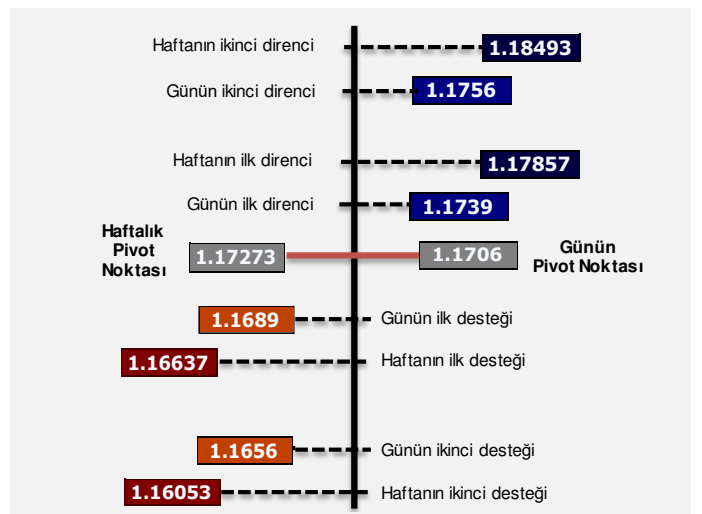 Haftanın ikinci direnci
1.18493
Günün ikinci direnci
1.1756
Haftanın ilk direnci
1.17857
Günün ilk direnci
1.1739
Haftalık
Pivot
Noktası
1.17273
1.1706
Günün
Pivot Noktası
1.1689
Günün ilk desteği
1.16637
Haftanın ilk desteği
1.1656
Günün ikinci desteği
1.16053
Haftanın ikinci desteği